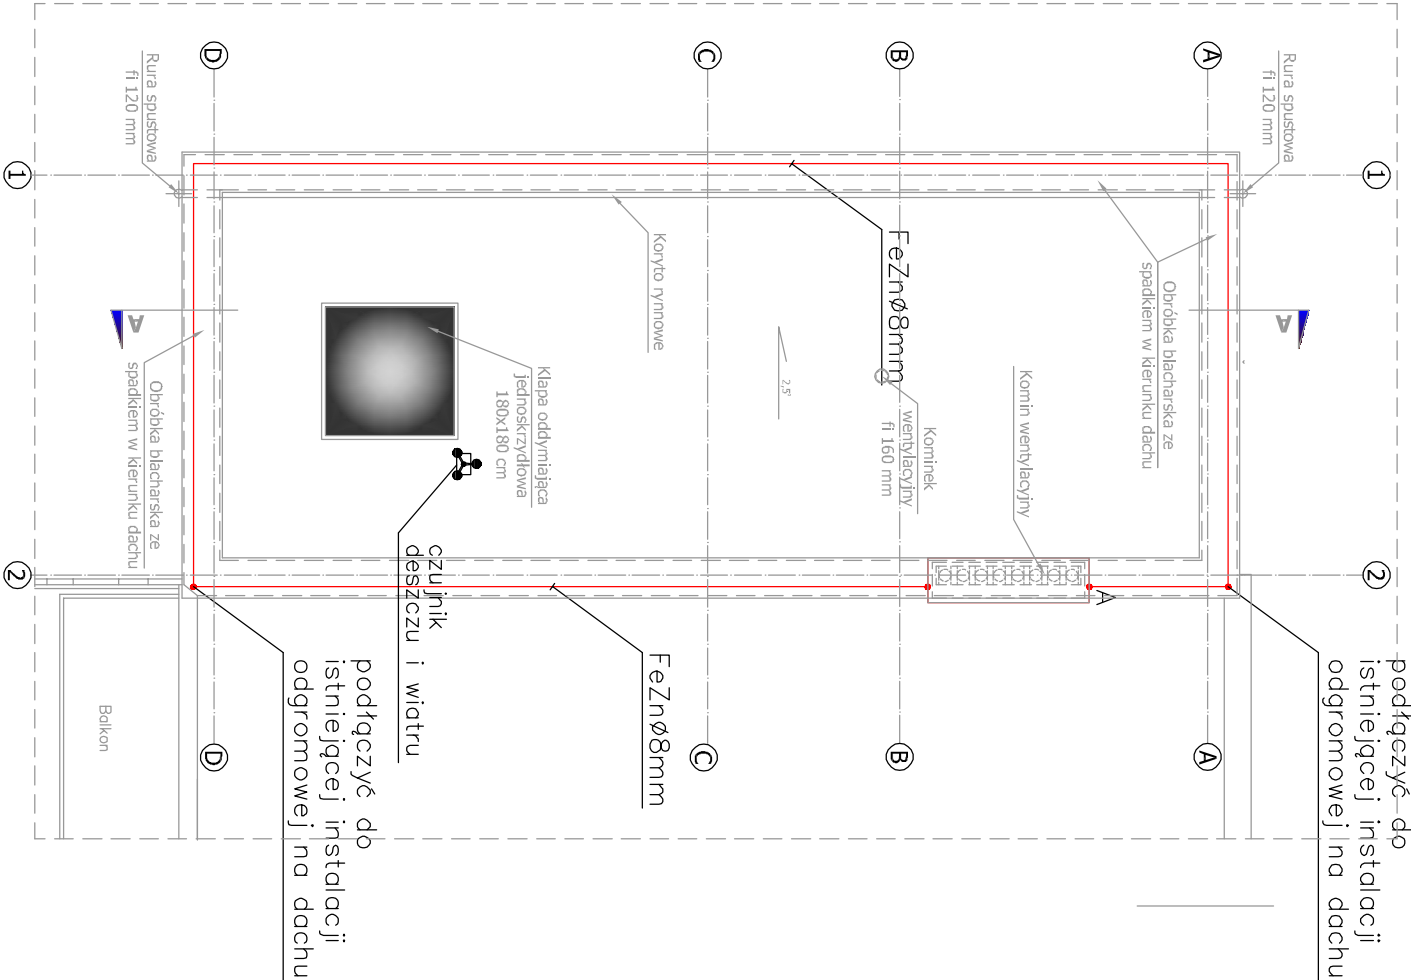 D
C
B
A
Rura spustowa
fi 120 mm
Rura spustowa
fi 120 mm
1
1
FeZnø8mm
Koryto rynnowe
Obróbka blacharska ze
spadkiem w kierunku dachu
A
A
2,5°
Klapa oddymiająca
jednoskrzydłowa
180x180 cm
Kominek
wentylacyjny
fi 160 mm
Komin wentylacyjny
Obróbka blacharska ze
spadkiem w kierunku dachu
czujnik
deszczu i wiatru
2
2
A
FeZnø8mm
podłączyć do
istniejącej instalacji
odgromowej na dachu
podłączyć do
istniejącej instalacji
odgromowej na dachu
Balkon
D
C
B
A